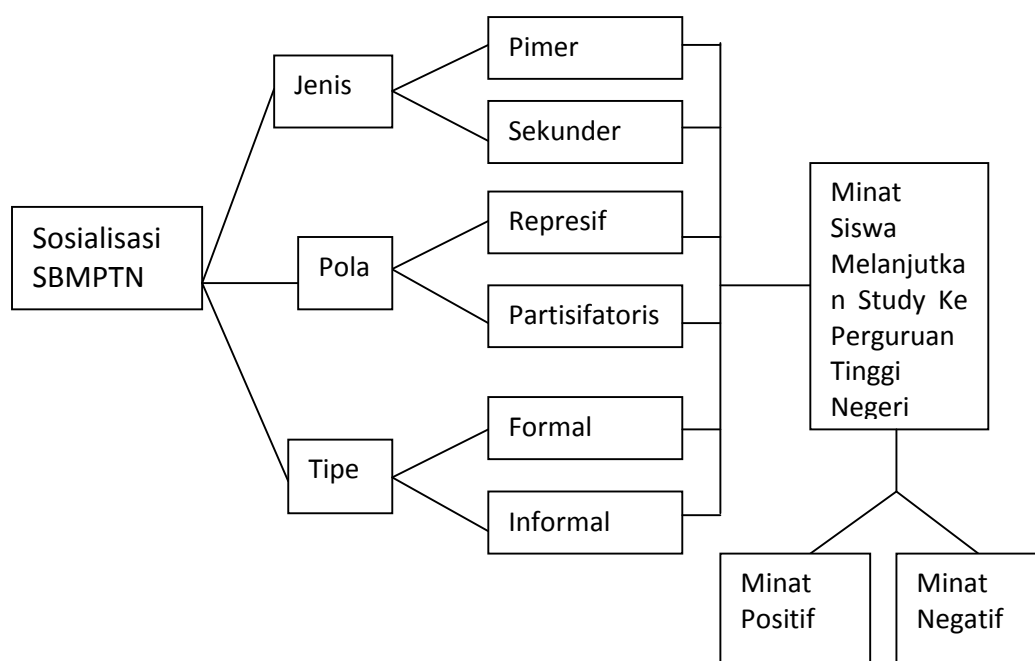 Sosialisasi
SBMPTN
Jenis
Pola
Tipe
Pimer
Sekunder
Represif
Partisifatoris
Formal
Informal
Minat
Siswa
Melanjutka
n Study Ke
Perguruan
Tinggi
Negeri
Minat
Positif
Minat
Negatif